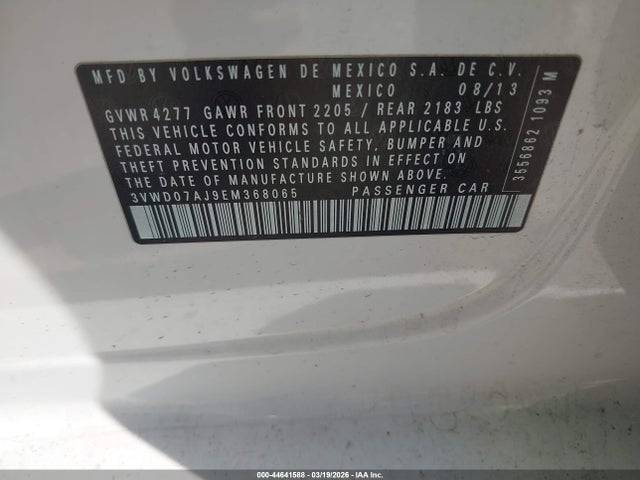 MFD BY VOLKSWAGEN DE MEXICO S.A. DE C.V.
MEXICO 08/13
GVWR 4277 GAWR FRONT 2205 / REAR 2183 LBS
THIS VEHICLE CONFORMS TO ALL APPLICABLE U.S.
FEDERAL MOTOR VEHICLE SAFETY, BUMPER AND
THEFT PREVENTION STANDARDS IN EFFECT ON
THE DATE OF MANUFACTURE SHOWN ABOVE.
3VWD07AJ9EM368065 PASSENGER CAR
3556862 1093 M
000-44641588 - 03/19/2026 - IAA Inc.